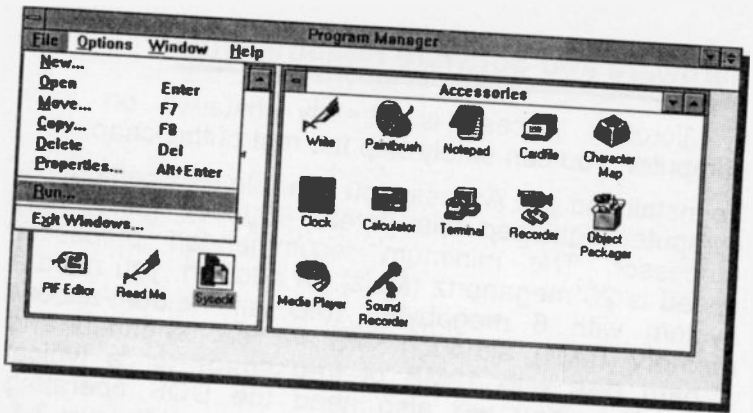 Program Manager
File Options Window Help
New...
Open Enter
Move... F7
Copy... F8
Delete Del
Properties... Alt+Enter
Run...
Exit Windows...
PIF Editor Read Me Sysedit
Accessories
Write Paintbrush Notepad Cardfile Character Map
Clock Calculator Terminal Recorder Object Packager
Media Player Sound Recorder